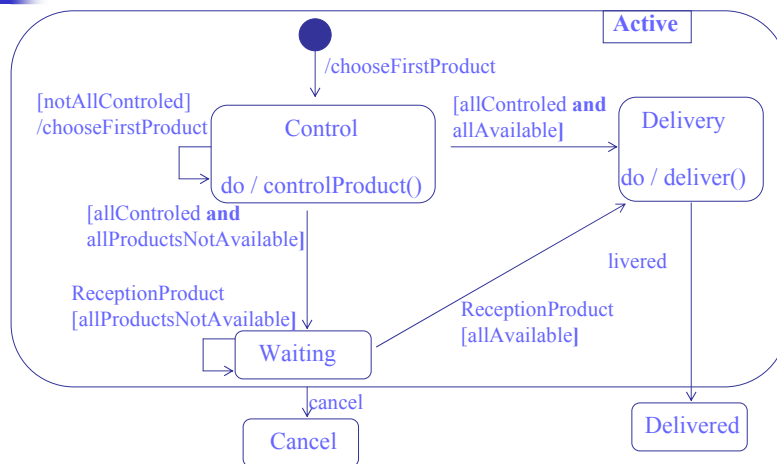 Active
/chooseFirstProduct
[notAllControled]
/chooseFirstProduct
Control
do / controlProduct()
[allControled and
allAvailable]
Delivery
do / deliver()
[allControled and
allProductsNotAvailable]
livered
ReceptionProduct
[allProductsNotAvailable]
ReceptionProduct
[allAvailable]
Waiting
cancel
Cancel
Delivered